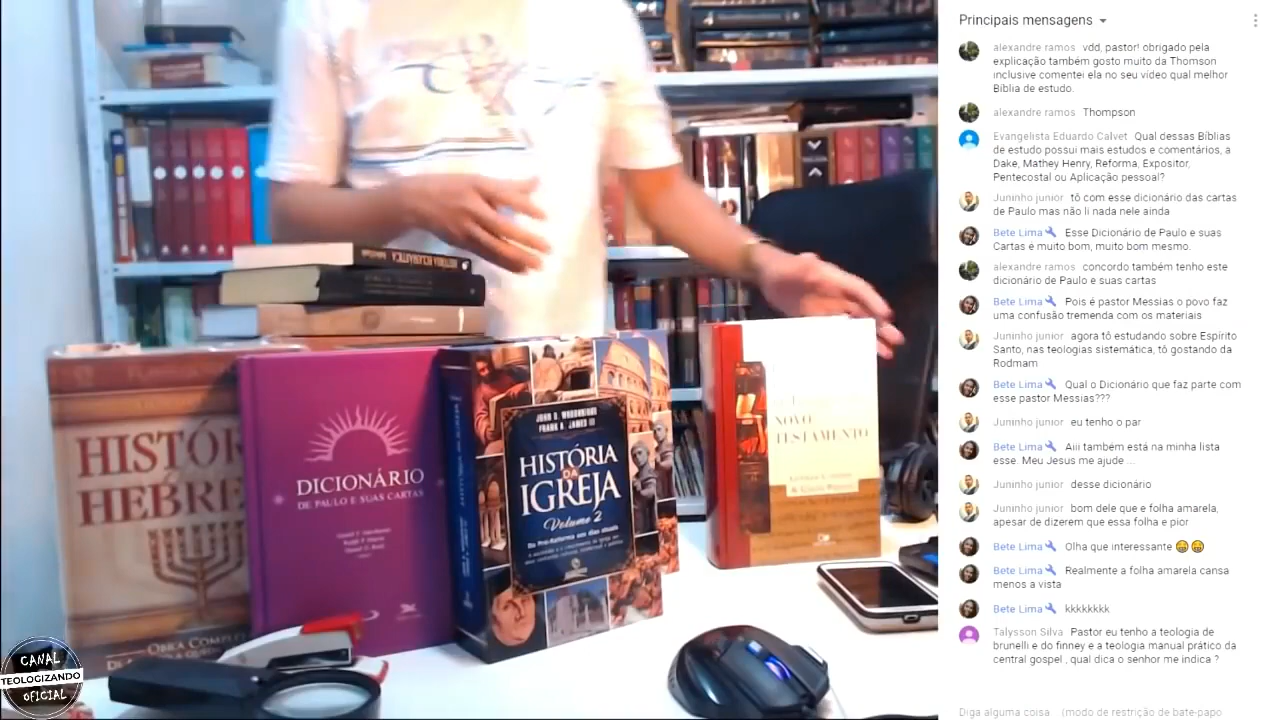 Principais mensagens
alexandre ramos vdd, pastor! obrigado pela
explicação também gosto muito da Thomson
inclusive comentei ela no seu vídeo qual melhor
Bíblia de estudo.
alexandre ramos Thompson
Evangelista Eduardo Calvet Qual dessas Bíblias
de estudo possui mais estudos e comentários, a
Dake, Mathey Henry, Reforma, Expositor,
Pentecostal ou Aplicação pessoal?
Juninho junior tô com esse dicionário das cartas
de Paulo mas não li nada nele ainda
Bete Lima Esse Dicionário de Paulo e suas
Cartas é muito bom, muito bom mesmo.
alexandre ramos concordo também tenho este
dicionário de Paulo e suas cartas
Bete Lima Pois é pastor Messias o povo faz
uma confusão tremenda com os materiais
Juninho junior agora tô estudando sobre Espírito
Santo, nas teologias sistemática, tô gostando da
Rodmam
Bete Lima Qual o Dicionário que faz parte com
esse pastor Messias???
Juninho junior eu tenho o par
Bete Lima Aiii também está na minha lista
esse. Meu Jesus me ajude ...
Juninho junior desse dicionário
Juninho junior bom dele que e folha amarela,
apesar de dizerem que essa folha e pior
Bete Lima Olha que interessante 😄😄
Bete Lima Realmente a folha amarela cansa
menos a vista
Bete Lima kkkkkkkk
Talysson Silva Pastor eu tenho a teologia de
brunelli e do finney e a teologia manual prático da
central gospel , qual dica o senhor me indica ?
Diga alguma coisa (modo de restrição de bate-papo
HISTÓR
HEBRE
OBRA COMPL
DICIONÁRIO
DE PAULO E SUAS CARTAS
JOHN D. WOODBRIDGE
FRANK A. JAMES III
HISTÓRIA
DA
IGREJA
Volume 2
Da Pré-Reforma aos dias atuais
NOVO
TESTAMENTO
CANAL
TEOLOGIZANDO
OFICIAL